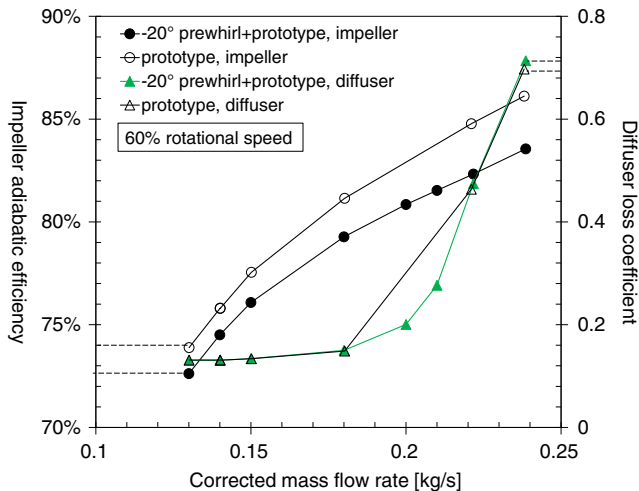 90%
85%
80%
75%
70%
Impeller adiabatic efficiency
-20° prewhirl+prototype, impeller
prototype, impeller
-20° prewhirl+prototype, diffuser
prototype, diffuser
60% rotational speed
0.8
0.6
0.4
0.2
0
Diffuser loss coefficient
0.1
0.15
0.2
0.25
Corrected mass flow rate [kg/s]